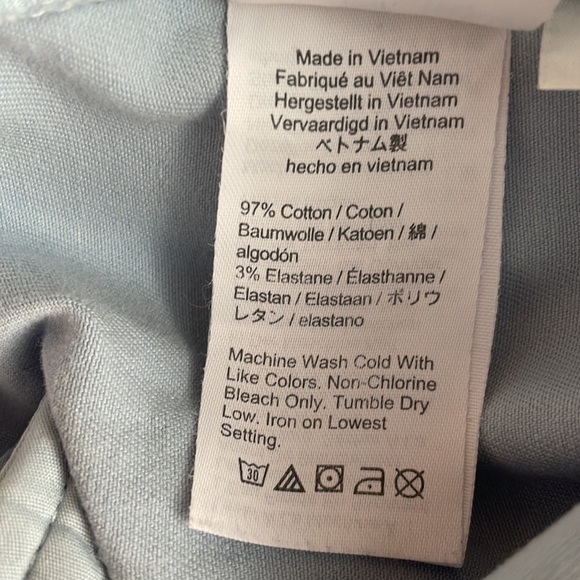 Made in Vietnam
Fabriqué au Viêt Nam
Hergestellt in Vietnam
Vervaardigd in Vietnam
ベトナム製
hecho en vietnam
97% Cotton / Coton /
Baumwolle / Katoen / 綿 /
algodón
3% Elastane / Élasthanne /
Elastan / Elastaan / ポリウ
レタン / elastano
Machine Wash Cold With
Like Colors. Non-Chlorine
Bleach Only. Tumble Dry
Low. Iron on Lowest
Setting.
30